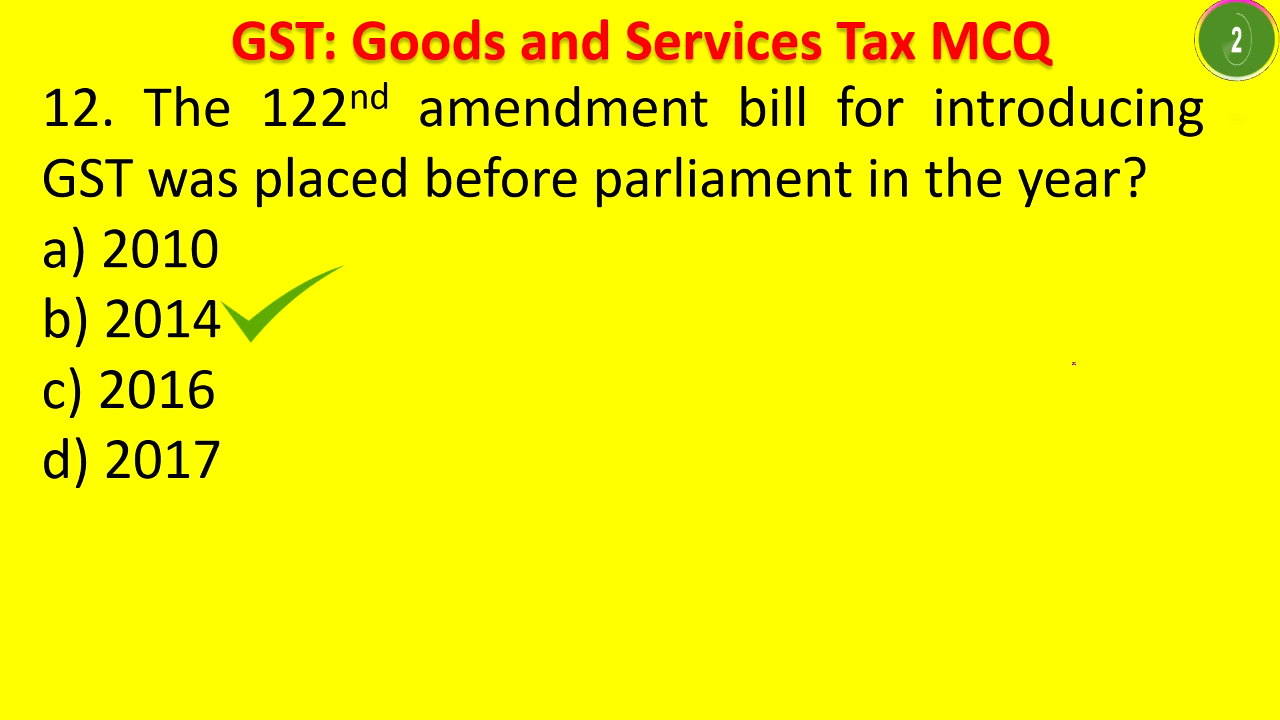 GST: Goods and Services Tax MCQ
2
12. The 122nd amendment bill for introducing
GST was placed before parliament in the year?
a) 2010
b) 2014
c) 2016
d) 2017